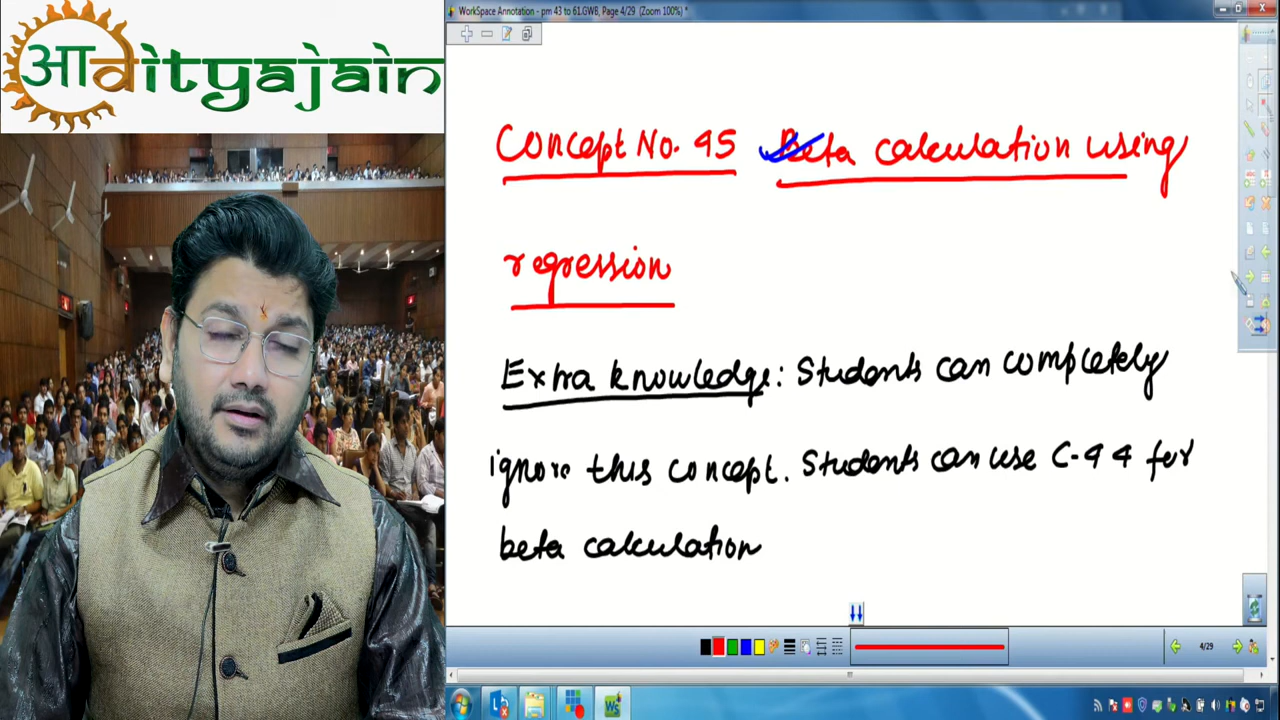 आdityajain
WorkSpace Annotation - pm 43 to 61.GWB, Page 4/29 (Zoom 100%) *
Concept No. 45 Beta calculation using
regression
Extra knowledge: Students can completely
ignore this concept. Students can use C-44 for
beta calculation
4/29